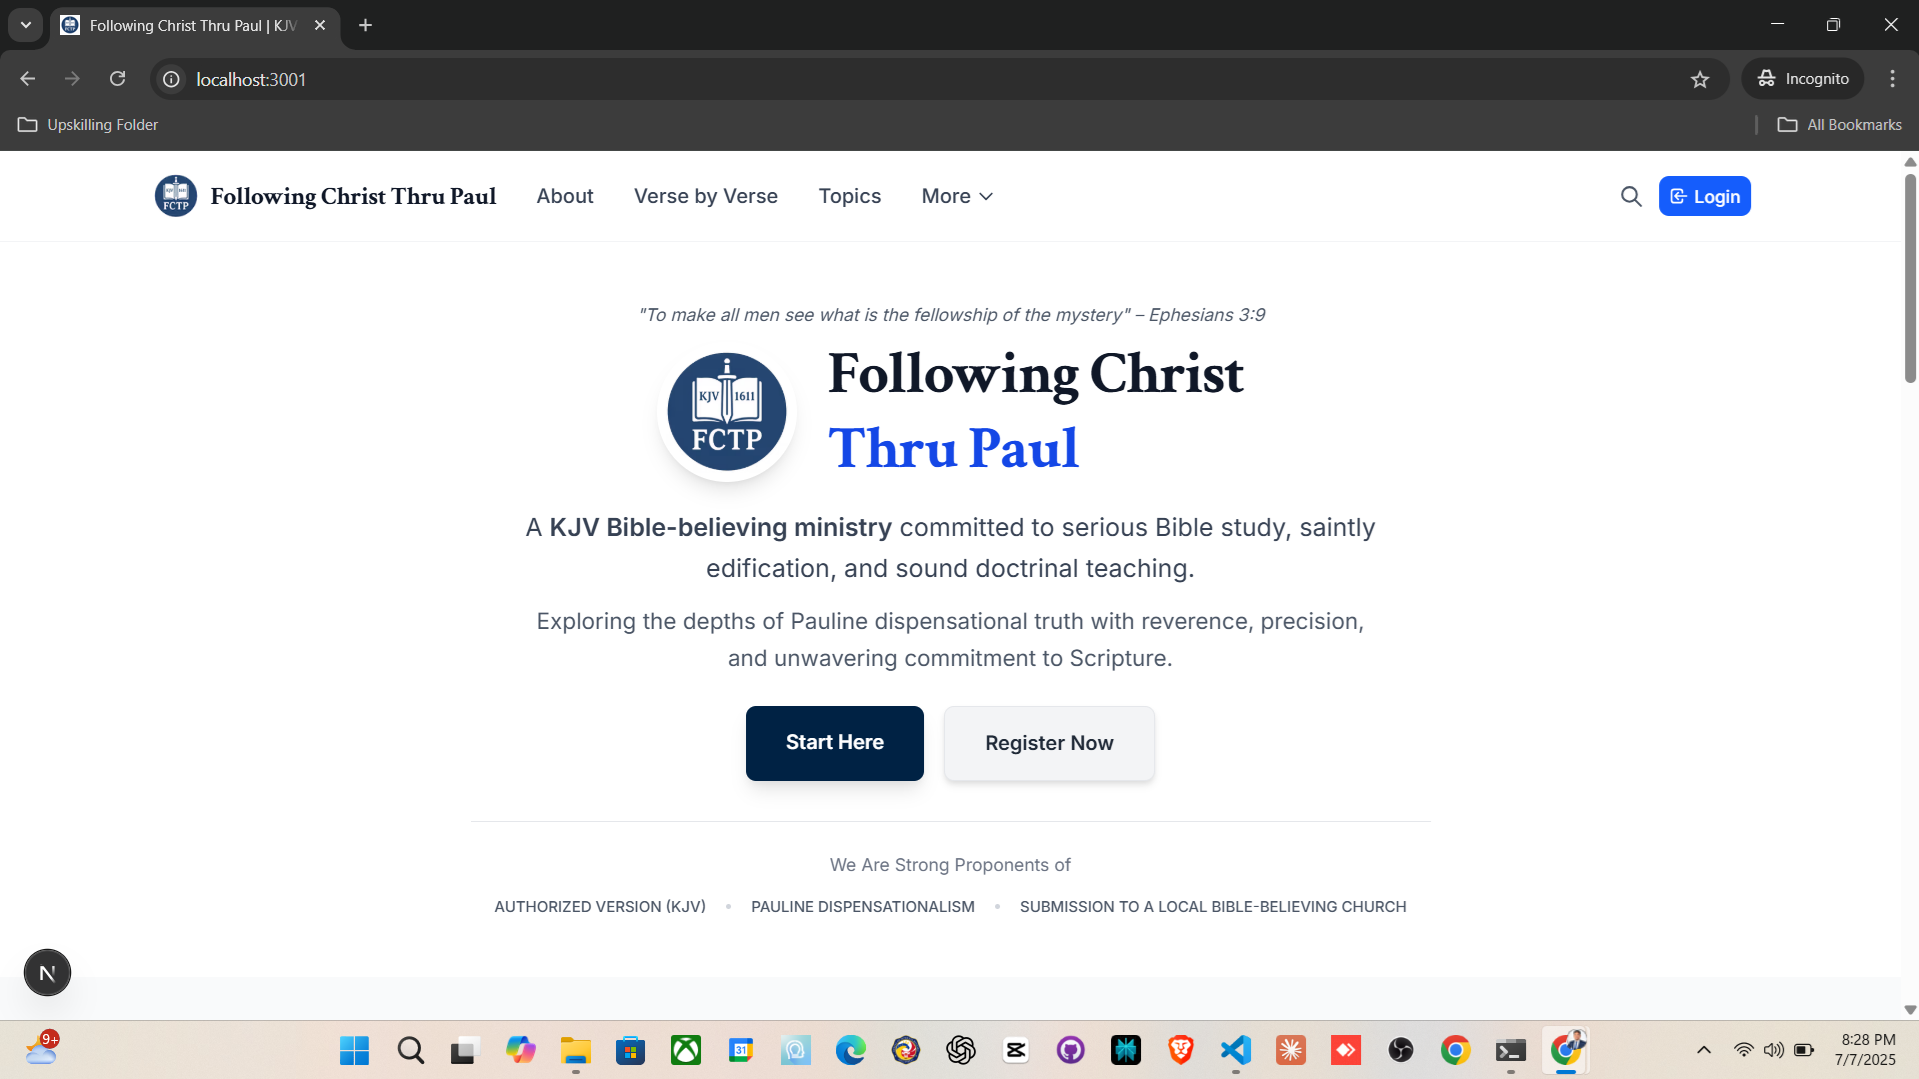 Following Christ Thru Paul | KJV
localhost:3001
Incognito
Upskilling Folder
All Bookmarks
KJV 1611
FCTP
Following Christ Thru Paul
About
Verse by Verse
Topics
More
Login
"To make all men see what is the fellowship of the mystery" – Ephesians 3:9
KJV 1611
FCTP
Following Christ
Thru Paul
A KJV Bible-believing ministry committed to serious Bible study, saintly
edification, and sound doctrinal teaching.
Exploring the depths of Pauline dispensational truth with reverence, precision,
and unwavering commitment to Scripture.
Start Here
Register Now
We Are Strong Proponents of
AUTHORIZED VERSION (KJV) • PAULINE DISPENSATIONALISM • SUBMISSION TO A LOCAL BIBLE-BELIEVING CHURCH
N
9+
31
8:28 PM
7/7/2025